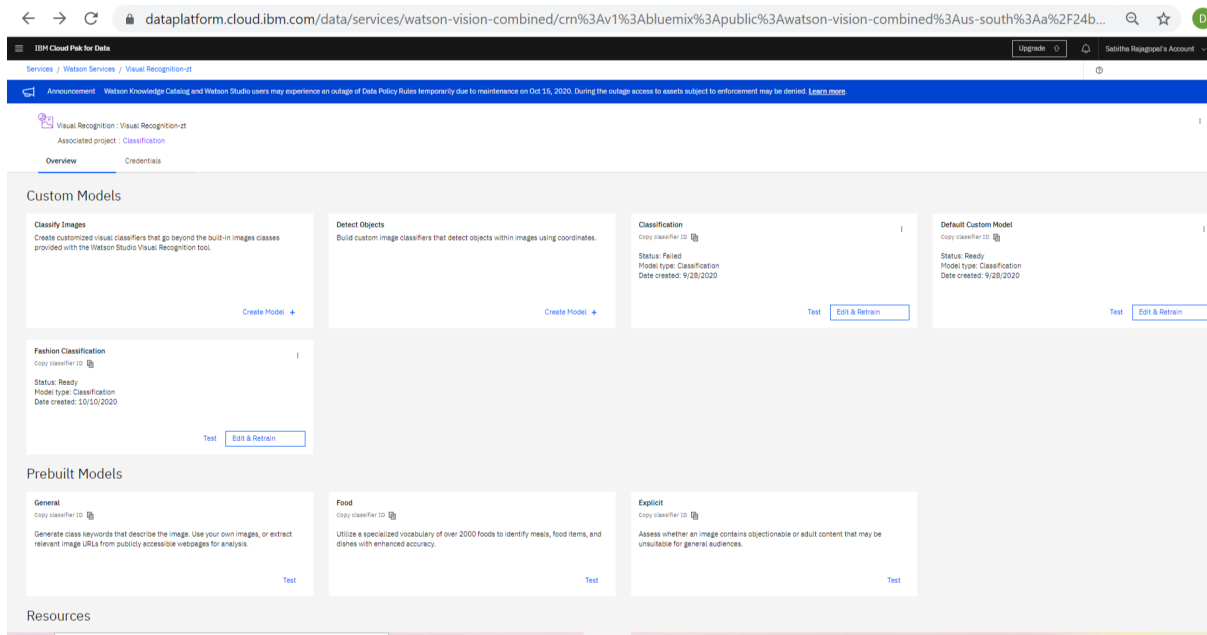 dataplatform.cloud.ibm.com/data/services/watson-vision-combined/crn%3Av1%3Abluemix%3Apublic%3Awatson-vision-combined%3Aus-south%3Aa%2F24b...
D
IBM Cloud Pak for Data
Upgrade
Sabitha Rajagopal's Account
Services / Watson Services / Visual Recognition-zt
Announcement Watson Knowledge Catalog and Watson Studio users may experience an outage of Data Policy Rules temporarily due to maintenance on Oct 15, 2020. During the outage access to assets subject to enforcement may be denied. Learn more.
Visual Recognition : Visual Recognition-zt
Associated project : Classification
Overview Credentials
Custom Models
Classify Images
Create customized visual classifiers that go beyond the built-in images classes
provided with the Watson Studio Visual Recognition tool.
Create Model +
Detect Objects
Build custom image classifiers that detect objects within images using coordinates.
Create Model +
Classification
Copy classifier ID
Status: Failed
Model type: Classification
Date created: 9/28/2020
Test Edit & Retrain
Default Custom Model
Copy classifier ID
Status: Ready
Model type: Classification
Date created: 9/28/2020
Test Edit & Retrain
Fashion Classification
Copy classifier ID
Status: Ready
Model type: Classification
Date created: 10/10/2020
Test Edit & Retrain
Prebuilt Models
General
Copy classifier ID
Generate class keywords that describe the image. Use your own images, or extract
relevant image URLs from publicly accessible webpages for analysis.
Test
Food
Copy classifier ID
Utilize a specialized vocabulary of over 2000 foods to identify meals, food items, and
dishes with enhanced accuracy.
Test
Explicit
Copy classifier ID
Assess whether an image contains objectionable or adult content that may be
unsuitable for general audiences.
Test
Resources